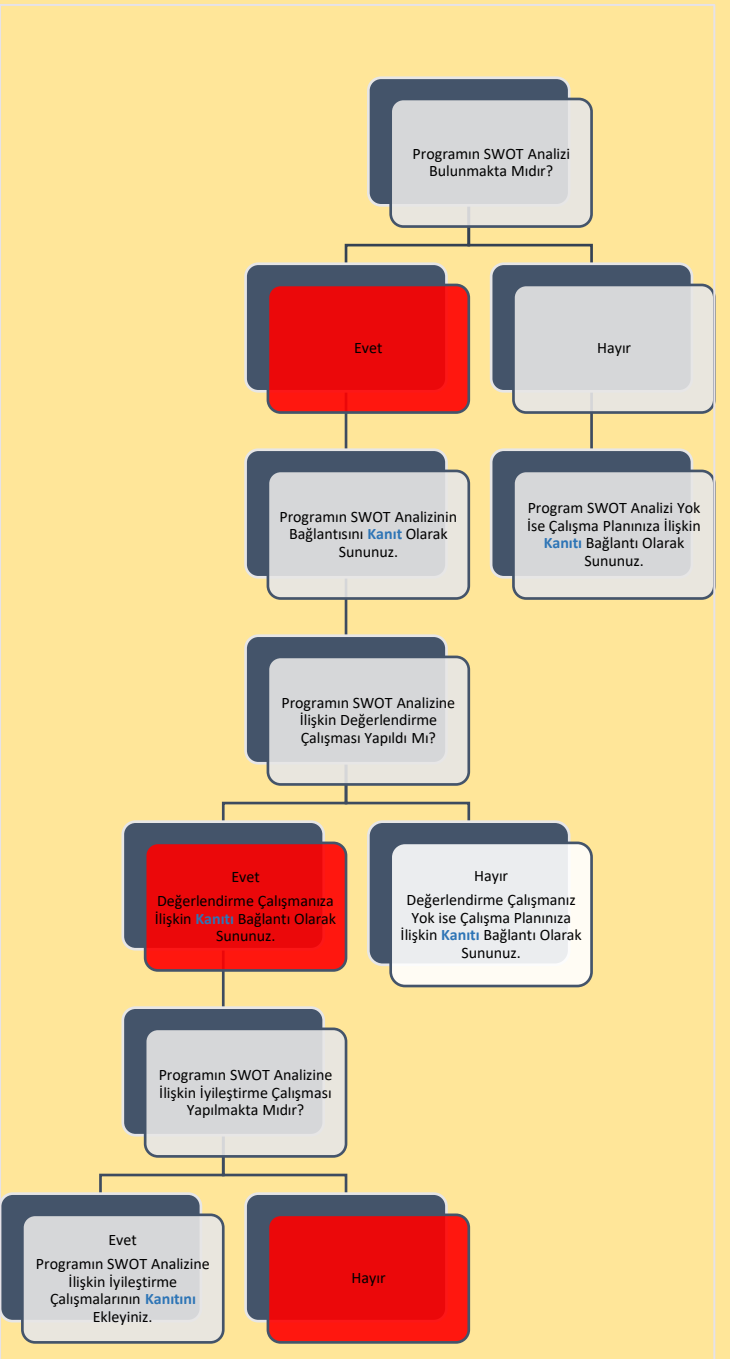 Programın SWOT Analizi
Bulunmakta Mıdır?
Evet
Hayır
Programın SWOT Analizinin
Bağlantısını Kanıt Olarak
Sununuz.
Program SWOT Analizi Yok
İse Çalışma Planınıza İlişkin
Kanıtı Bağlantı Olarak
Sununuz.
Programın SWOT Analizine
İlişkin Değerlendirme
Çalışması Yapıldı Mı?
Evet
Değerlendirme Çalışmanıza
İlişkin Kanıtı Bağlantı Olarak
Sununuz.
Hayır
Değerlendirme Çalışmanız
Yok ise Çalışma Planınıza
İlişkin Kanıtı Bağlantı Olarak
Sununuz.
Programın SWOT Analizine
İlişkin İyileştirme Çalışması
Yapılmakta Mıdır?
Evet
Programın SWOT Analizine
İlişkin İyileştirme
Çalışmalarının Kanıtını
Ekleyiniz.
Hayır